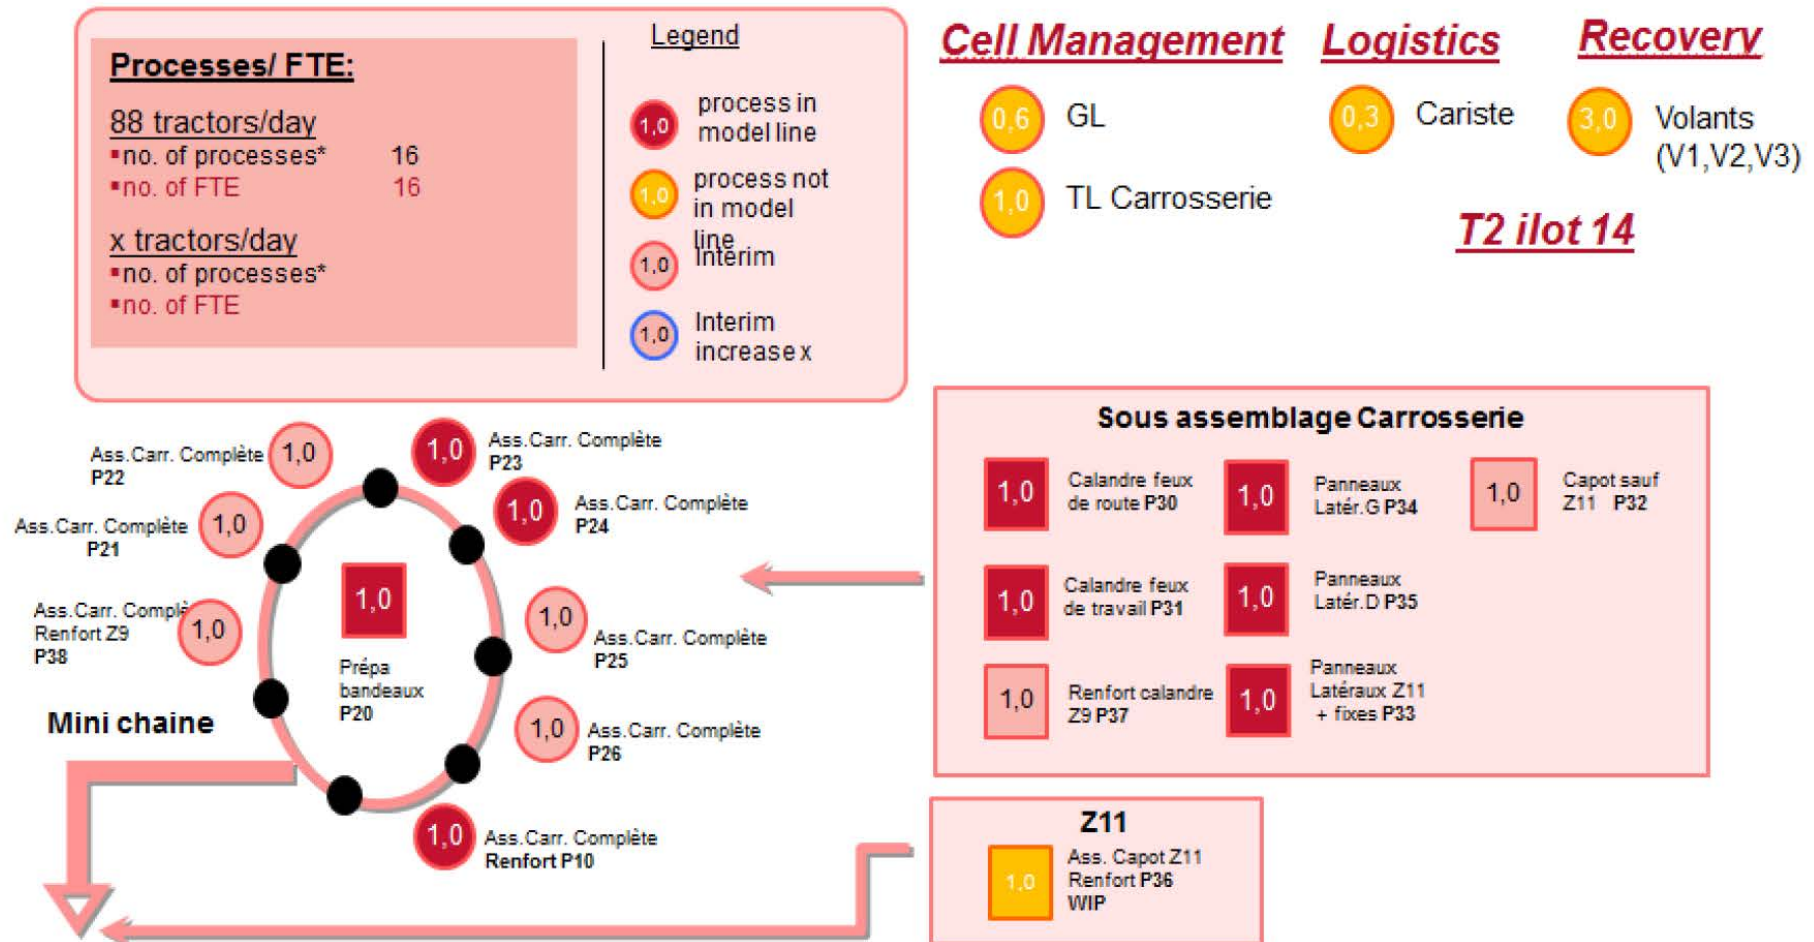 Processes/ FTE:
88 tractors/day
▪no. of processes* 16
▪no. of FTE 16
x tractors/day
▪no. of processes*
▪no. of FTE
Legend
1,0 process in
model line
1,0 process not
in model
line
1,0 Intérim
1,0 Interim
increase x
Cell Management
0,6 GL
1,0 TL Carrosserie
Logistics
0,3 Cariste
Recovery
3,0 Volants
(V1,V2,V3)
T2 ilot 14
Ass.Carr. Complète 1,0
P22
1,0 Ass.Carr. Complète
P23
Ass.Carr. Complète 1,0
P21
1,0 Ass.Carr. Complète
P24
Ass.Carr. Complè 1,0
Renfort Z9
P38
1,0
Prépa
bandeaux
P20
1,0 Ass.Carr. Complète
P25
1,0 Ass.Carr. Complète
P26
Mini chaine
1,0 Ass.Carr. Complète
Renfort P10
Sous assemblage Carrosserie
1,0 Calandre feux
de route P30
1,0 Panneaux
Latér.G P34
1,0 Capot sauf
Z11 P32
1,0 Calandre feux
de travail P31
1,0 Panneaux
Latér.D P35
1,0 Renfort calandre
Z9 P37
1,0 Panneaux
Latéraux Z11
+ fixes P33
Z11
1,0 Ass. Capot Z11
Renfort P36
WIP